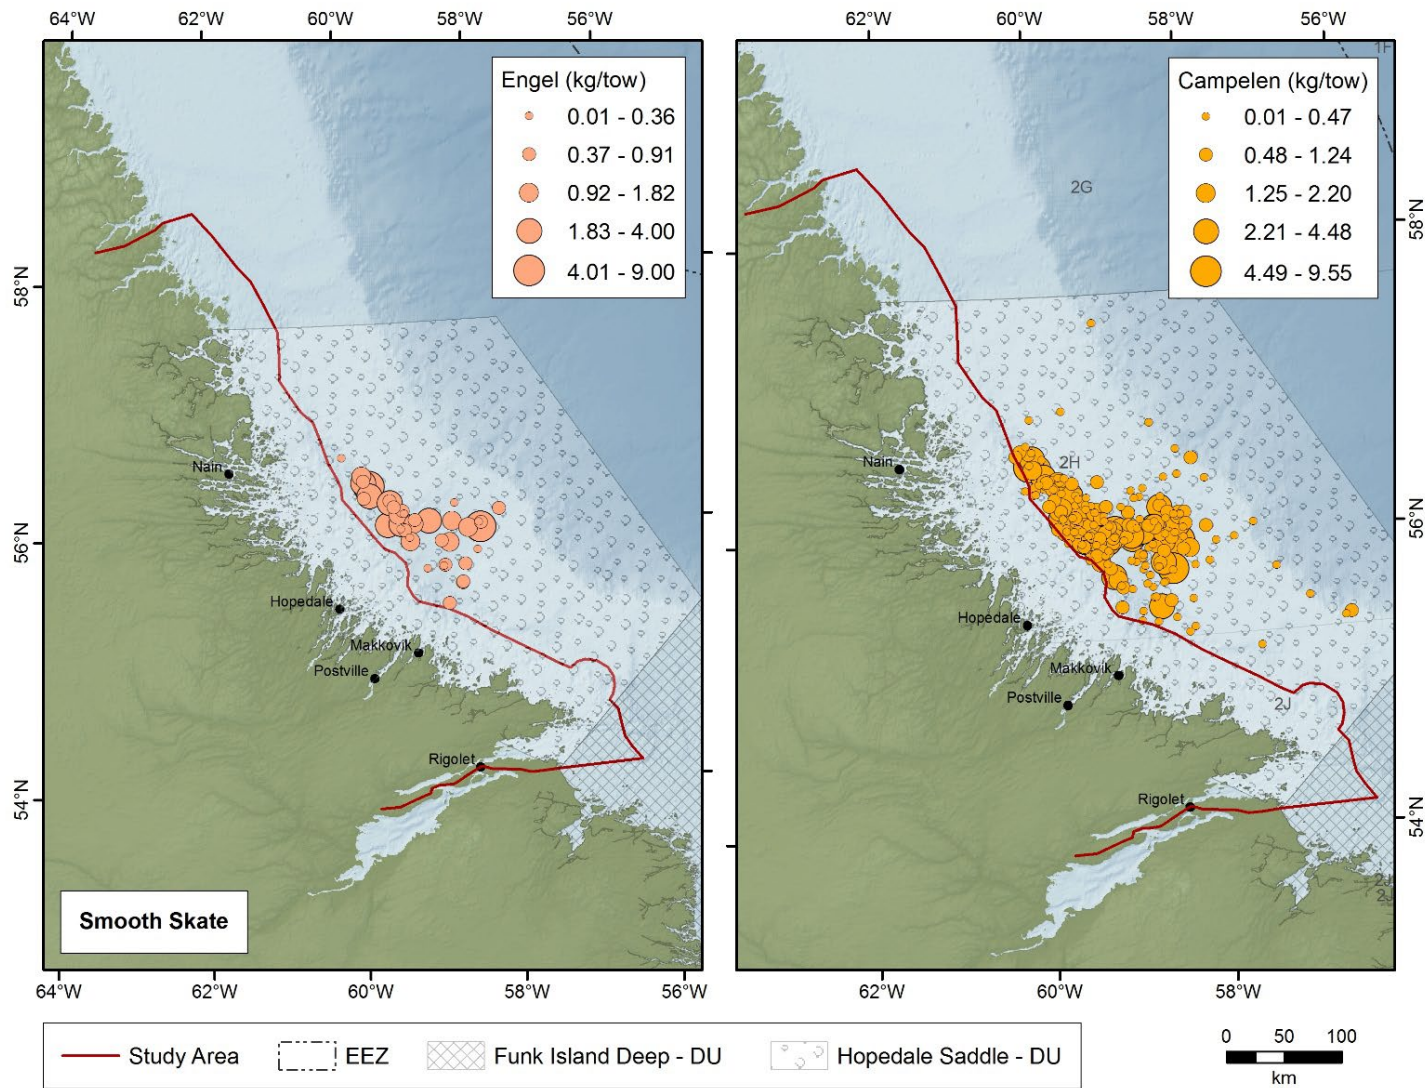 64°W 62°W 60°W 58°W 56°W
62°W 60°W 58°W 56°W
Engel (kg/tow)
0.01 - 0.36
0.37 - 0.91
0.92 - 1.82
1.83 - 4.00
4.01 - 9.00
58°N
56°N
54°N
Nain
Hopedale
Makkovik
Postville
Rigolet
Smooth Skate
64°W 62°W 60°W 58°W 56°W
Campelen (kg/tow)
0.01 - 0.47
0.48 - 1.24
1.25 - 2.20
2.21 - 4.48
4.49 - 9.55
2G
2H
2J
Nain
Hopedale
Makkovik
Postville
Rigolet
58°N
56°N
54°N
62°W 60°W 58°W
Study Area
EEZ
Funk Island Deep - DU
Hopedale Saddle - DU
0 50 100
km